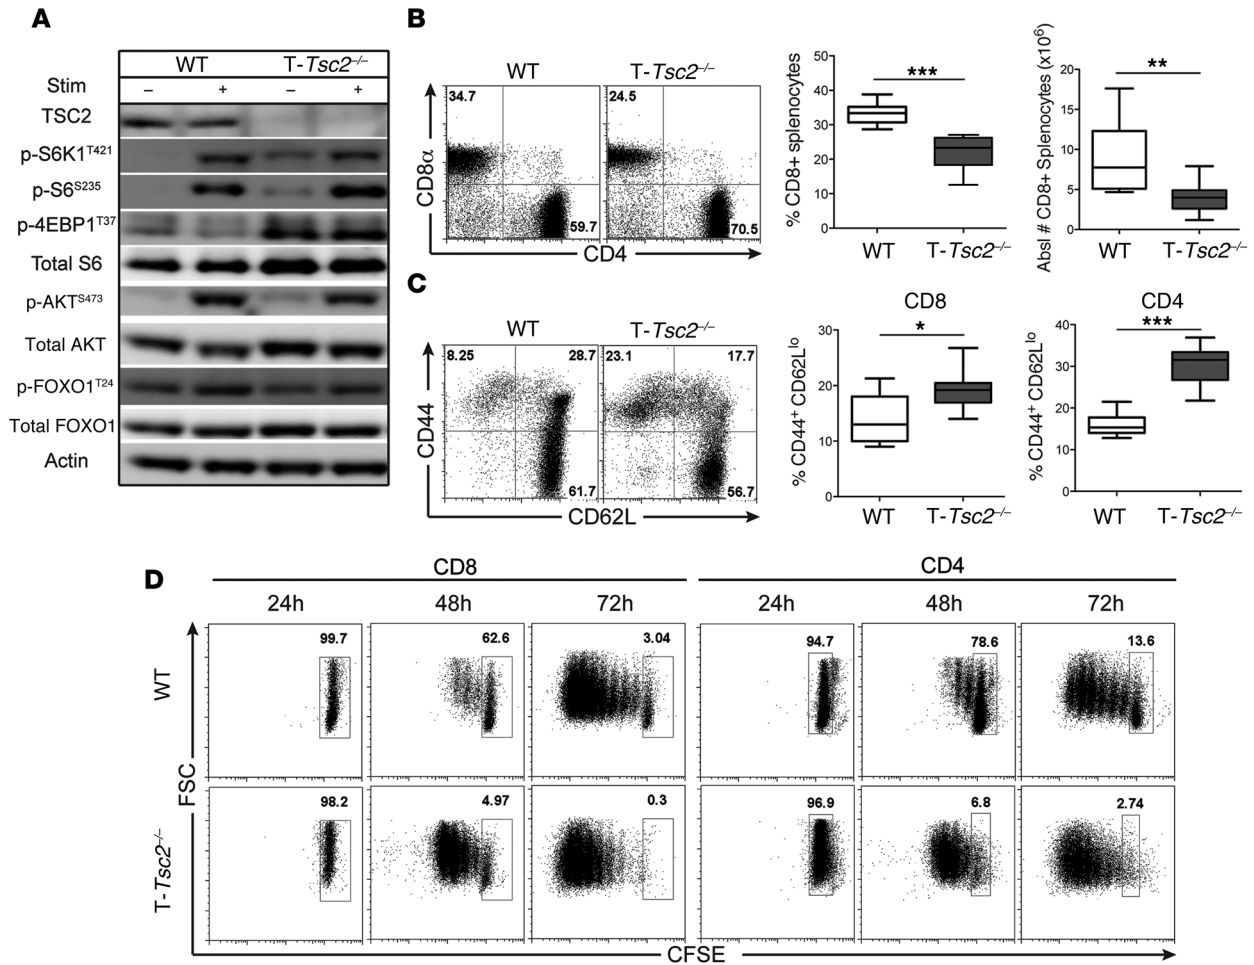 A
WT T-Tsc2–/–
Stim – + – +
TSC2
p-S6K1T421
p-S6S235
p-4EBP1T37
Total S6
p-AKTS473
Total AKT
p-FOXO1T24
Total FOXO1
Actin
B
WT T-Tsc2–/–
34.7 24.5
59.7 70.5
CD8α
CD4
% CD8+ splenocytes
50
40
30
20
10
0
***
WT T-Tsc2–/–
Absl # CD8+ Splenocytes (x10⁶)
20
15
10
5
0
**
WT T-Tsc2–/–
C
WT T-Tsc2–/–
8.25 28.7 23.1 17.7
61.7 56.7
CD44
CD62L
CD8
% CD44+ CD62Llo
30
20
10
0
*
WT T-Tsc2–/–
CD4
% CD44+ CD62Llo
40
30
20
10
0
***
WT T-Tsc2–/–
D
CD8 CD4
24h 48h 72h 24h 48h 72h
WT
99.7 62.6 3.04 94.7 78.6 13.6
T-Tsc2–/–
98.2 4.97 0.3 96.9 6.8 2.74
FSC
CFSE